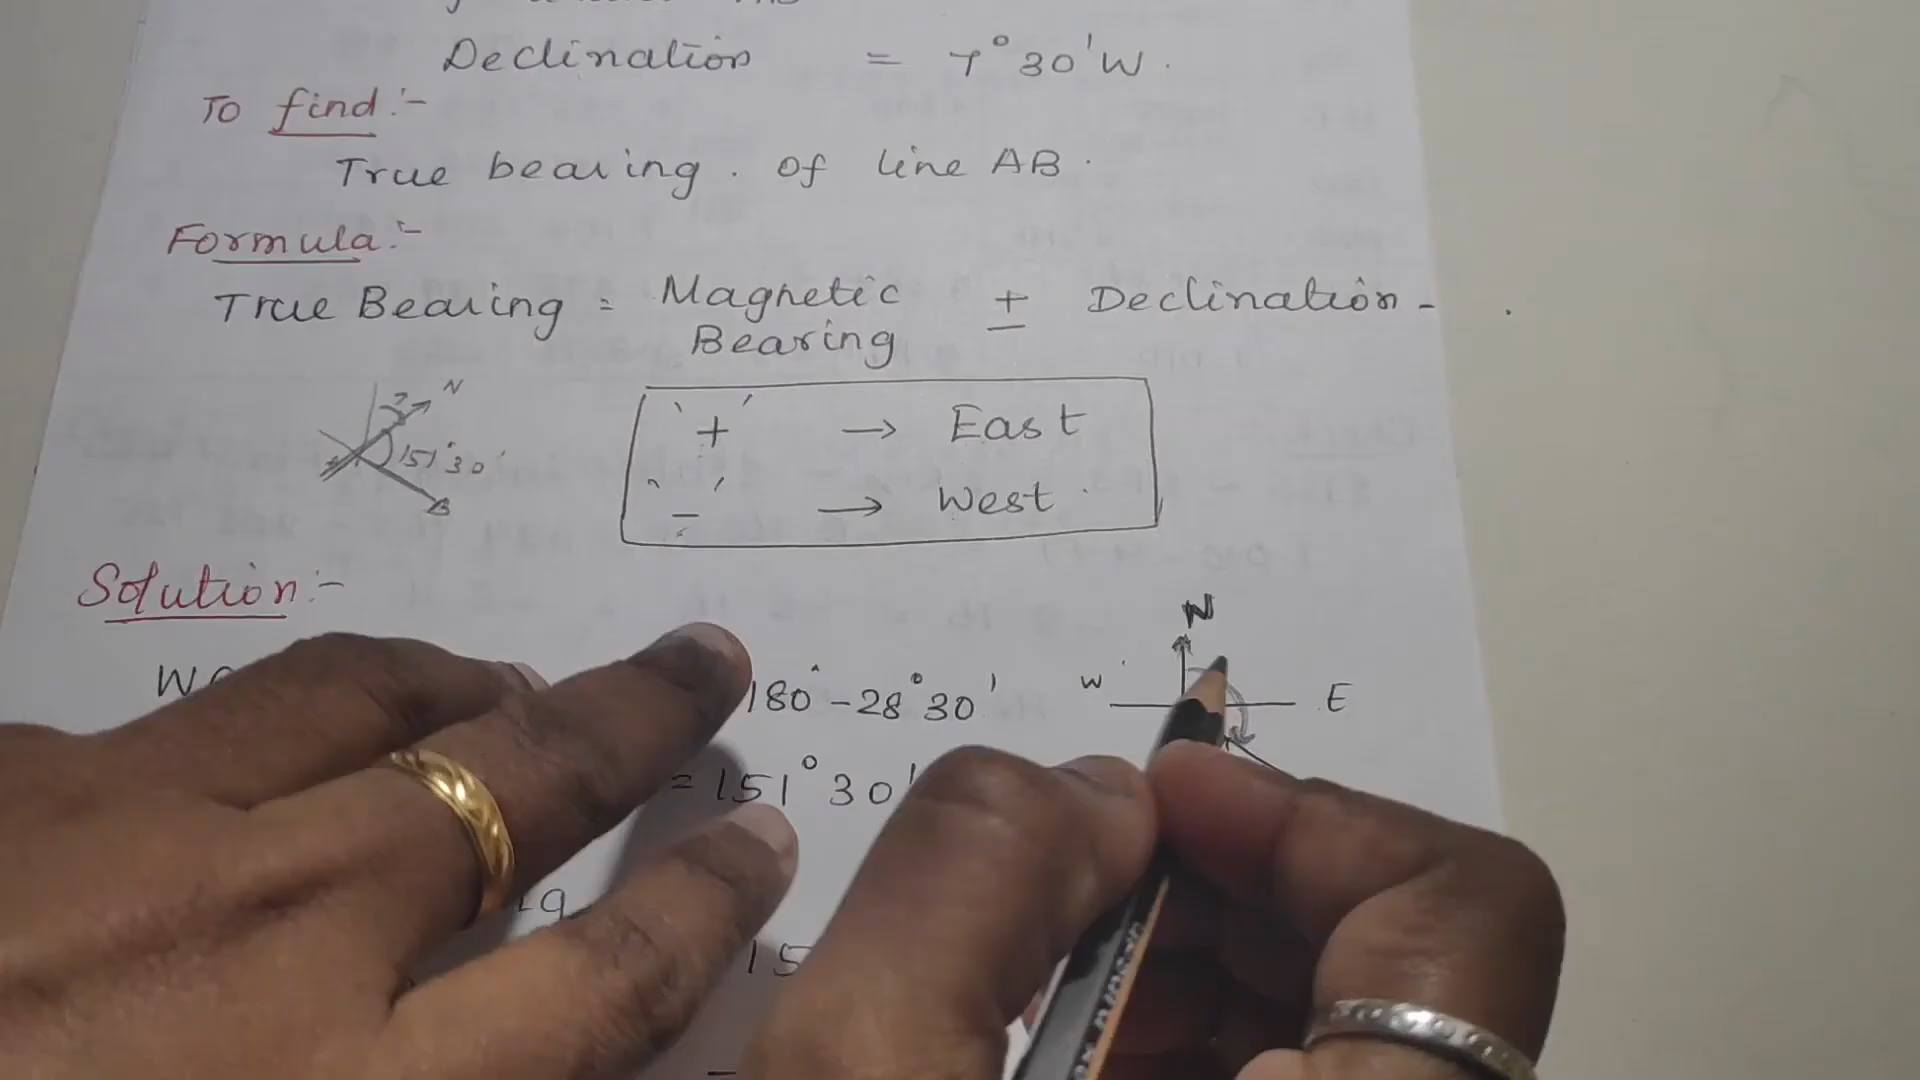 Declination = 7° 30' W.
To find:-
True bearing. of line AB.
Formula:-
True Bearing = Magnetic Bearing ± Declination-
N
151°30'
B
'+' → East
'-' → West
Solution:-
N
180° - 28°30'
W E
= 151° 30'
15